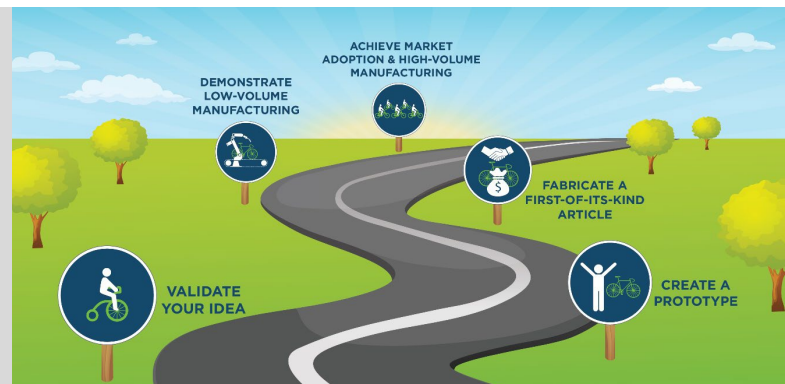 ACHIEVE MARKET
ADOPTION & HIGH-VOLUME
MANUFACTURING
DEMONSTRATE
LOW-VOLUME
MANUFACTURING
$
FABRICATE A
FIRST-OF-ITS-KIND
ARTICLE
VALIDATE
YOUR IDEA
CREATE A
PROTOTYPE